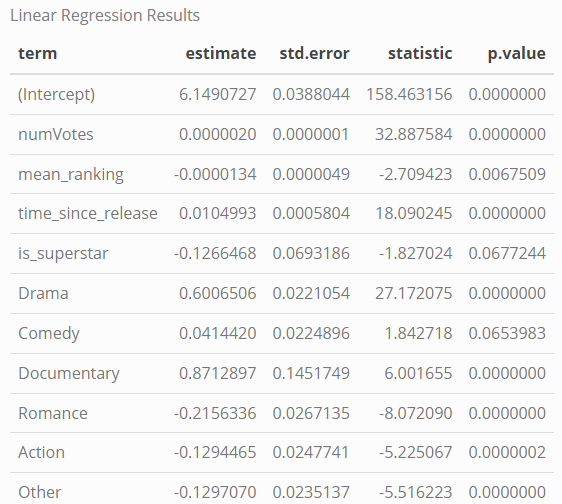 Linear Regression Results
term estimate std.error statistic p.value
(Intercept) 6.1490727 0.0388044 158.463156 0.0000000
numVotes 0.0000020 0.0000001 32.887584 0.0000000
mean_ranking -0.0000134 0.0000049 -2.709423 0.0067509
time_since_release 0.0104993 0.0005804 18.090245 0.0000000
is_superstar -0.1266468 0.0693186 -1.827024 0.0677244
Drama 0.6006506 0.0221054 27.172075 0.0000000
Comedy 0.0414420 0.0224896 1.842718 0.0653983
Documentary 0.8712897 0.1451749 6.001655 0.0000000
Romance -0.2156336 0.0267135 -8.072090 0.0000000
Action -0.1294465 0.0247741 -5.225067 0.0000002
Other -0.1297070 0.0235137 -5.516223 0.0000000